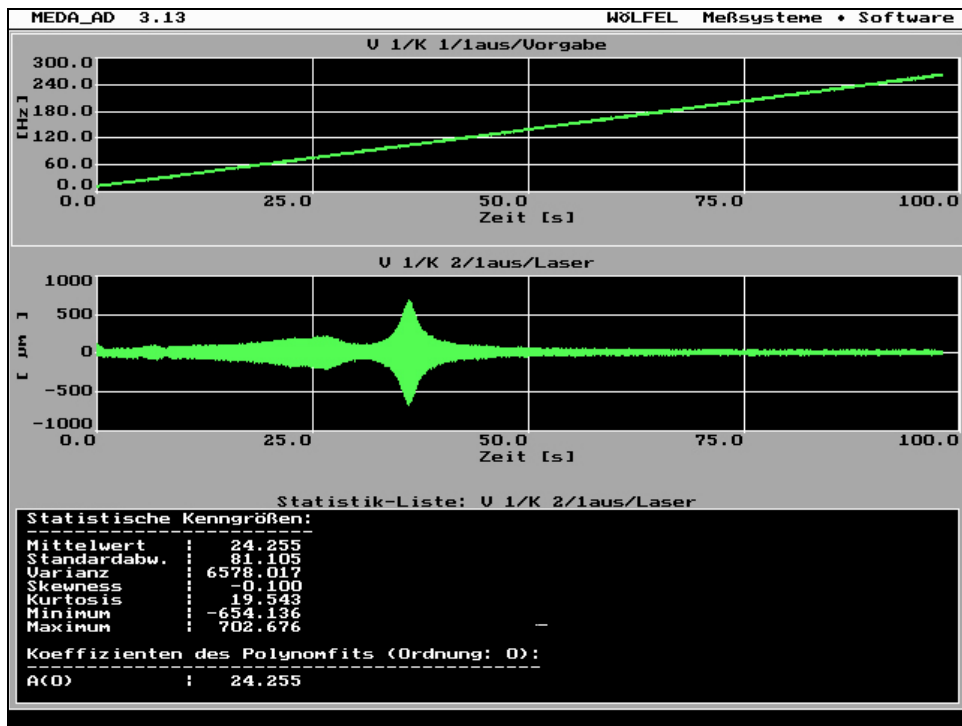 MEDA_AD 3.13 WÖLFEL Meßsysteme • Software
V 1/K 1/1aus/Vorgabe
300.0
240.0
180.0
120.0
60.0
0.0
[Hz]
0.0 25.0 50.0 75.0 100.0
Zeit [s]
V 1/K 2/1aus/Laser
1000
500
0
-500
-1000
[ µm ]
0.0 25.0 50.0 75.0 100.0
Zeit [s]
Statistik-Liste: V 1/K 2/1aus/Laser
Statistische Kenngrößen:
------------------------
Mittelwert ¦ 24.255
Standardabw. ¦ 81.105
Varianz ¦ 6578.017
Skewness ¦ -0.100
Kurtosis ¦ 19.543
Minimum ¦ -654.136
Maximum ¦ 702.676
Koeffizienten des Polynomfits (Ordnung: 0):
-------------------------------------------
A(0) ¦ 24.255